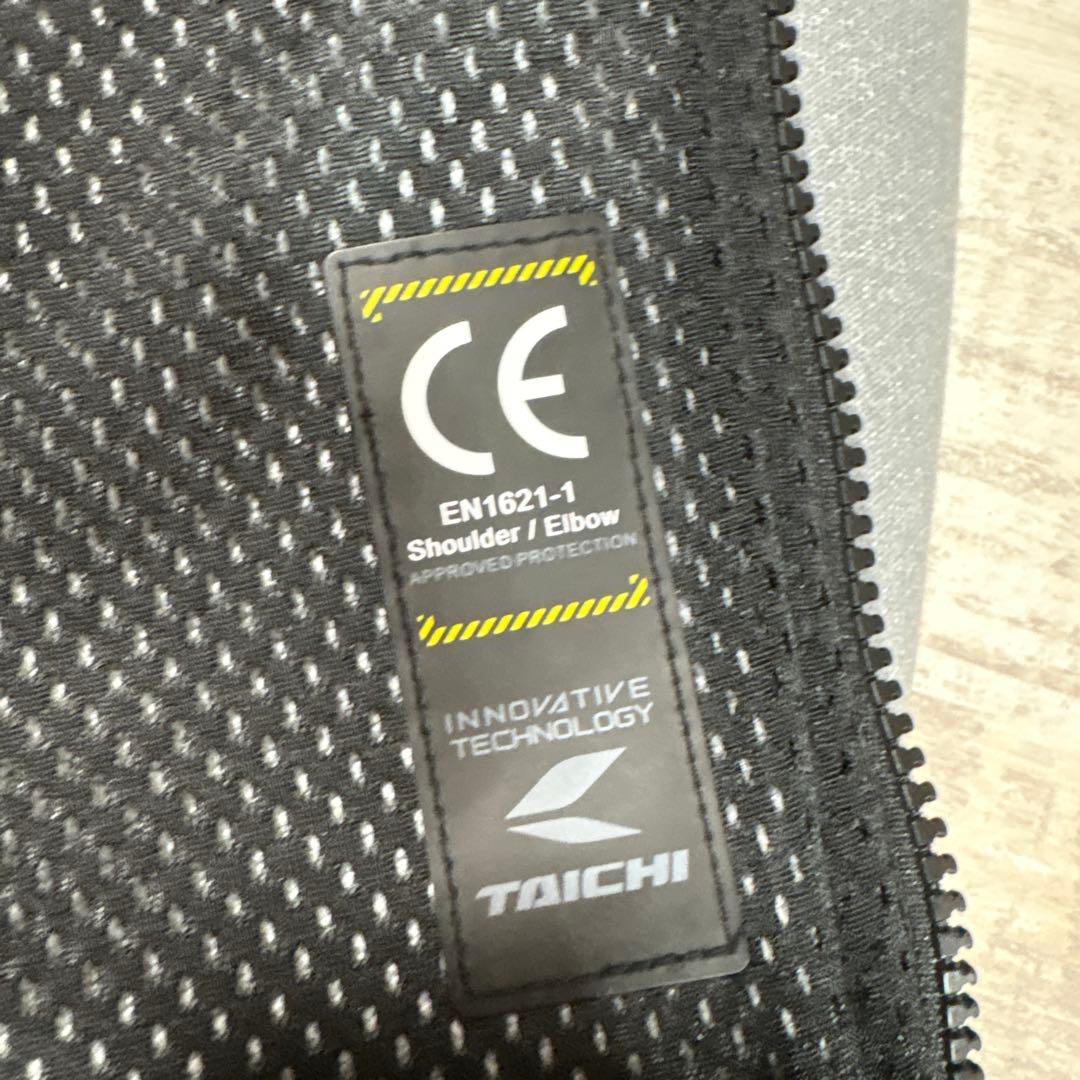 CE
EN1621-1
Shoulder / Elbow
APPROVED PROTECTION
INNOVATIVE
TECHNOLOGY
TAICHI